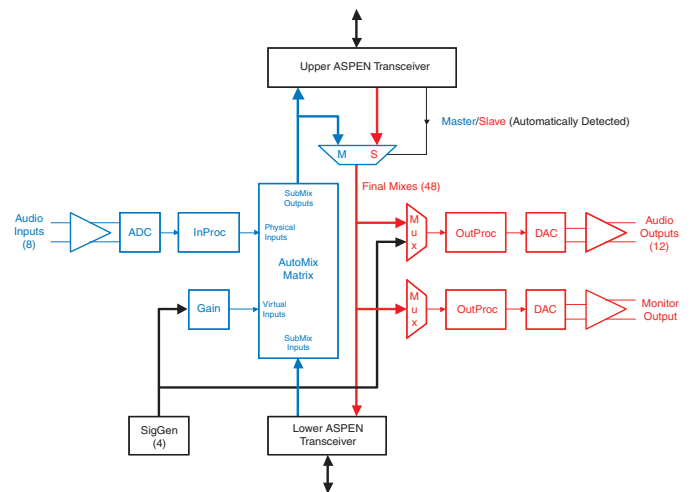 Upper ASPEN Transceiver
Master/Slave (Automatically Detected)
M S
Final Mixes (48)
SubMix
Outputs
Audio
Inputs
(8)
ADC
InProc
Physical
Inputs
AutoMix
Matrix
Mux
OutProc
DAC
Audio
Outputs
(12)
Gain
Virtual
Inputs
SubMix
Inputs
Mux
OutProc
DAC
Monitor
Output
SigGen
(4)
Lower ASPEN
Transceiver